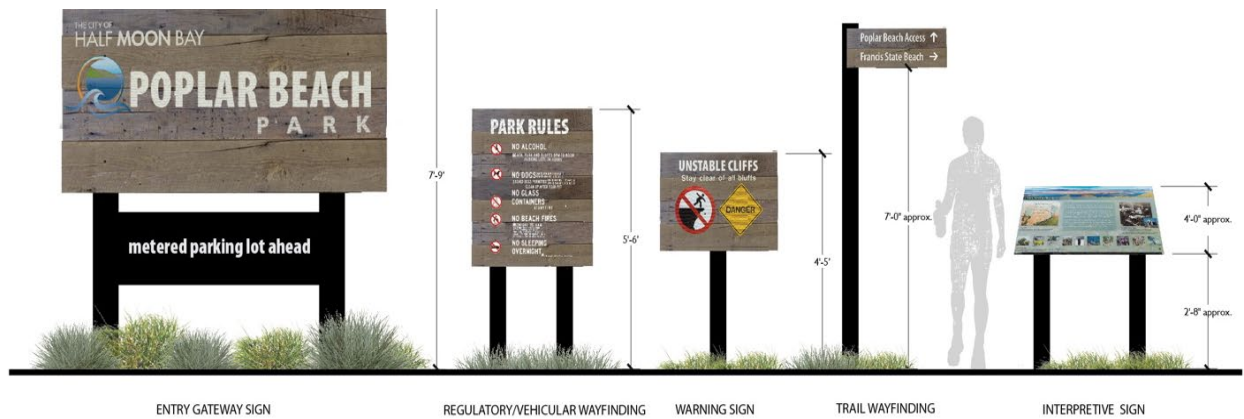 THE CITY OF
HALF MOON BAY
POPLAR BEACH
PARK
metered parking lot ahead
7'-9'
PARK RULES
NO ALCOHOL
NO DOGS
NO GLASS
CONTAINERS
NO BEACH FIRES
NO SLEEPING
OVERNIGHT
5'-6'
UNSTABLE CLIFFS
Stay clear of all bluffs
DANGER
4'-5'
Poplar Beach Access ↑
Francis State Beach →
7'-0" approx.
4'-0" approx.
2'-8" approx.
ENTRY GATEWAY SIGN
REGULATORY/VEHICULAR WAYFINDING
WARNING SIGN
TRAIL WAYFINDING
INTERPRETIVE SIGN